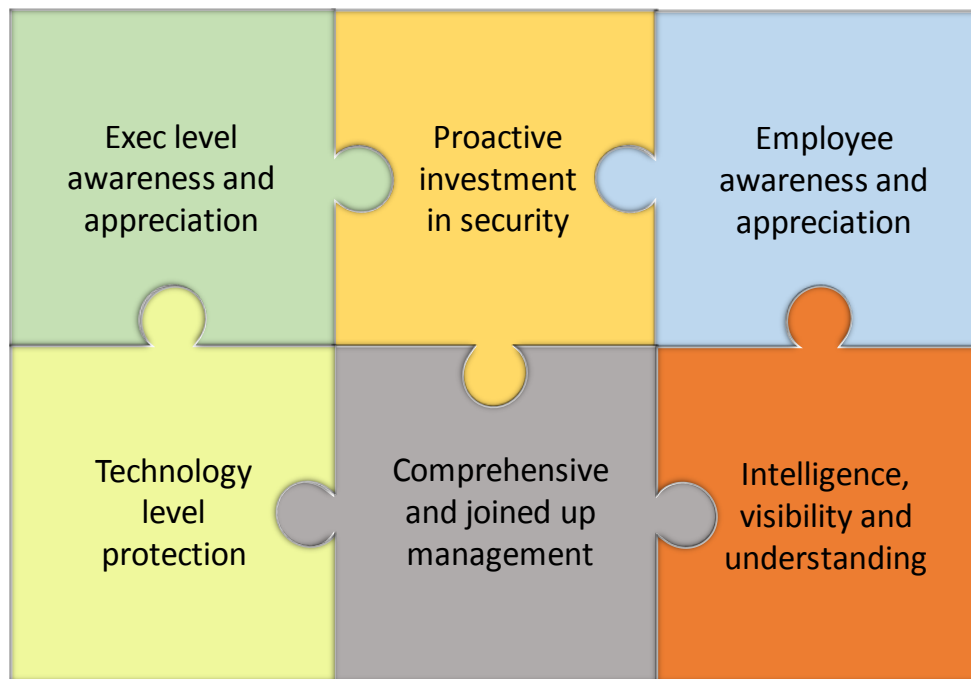 Exec level
awareness and
appreciation
Proactive
investment
in security
Employee
awareness and
appreciation
Technology
level
protection
Comprehensive
and joined up
management
Intelligence,
visibility and
understanding